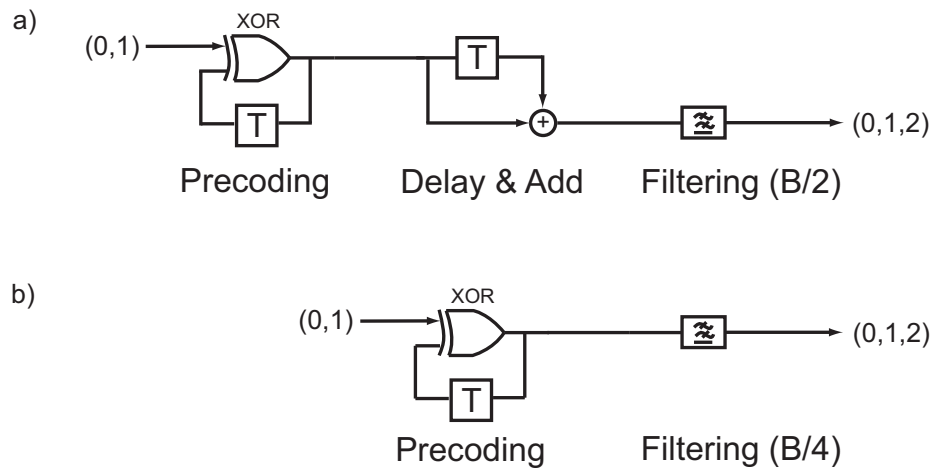 a)
XOR
(0,1)
T
T
+
(0,1,2)
Precoding Delay & Add Filtering (B/2)
b)
XOR
(0,1)
(0,1,2)
T
Precoding Filtering (B/4)